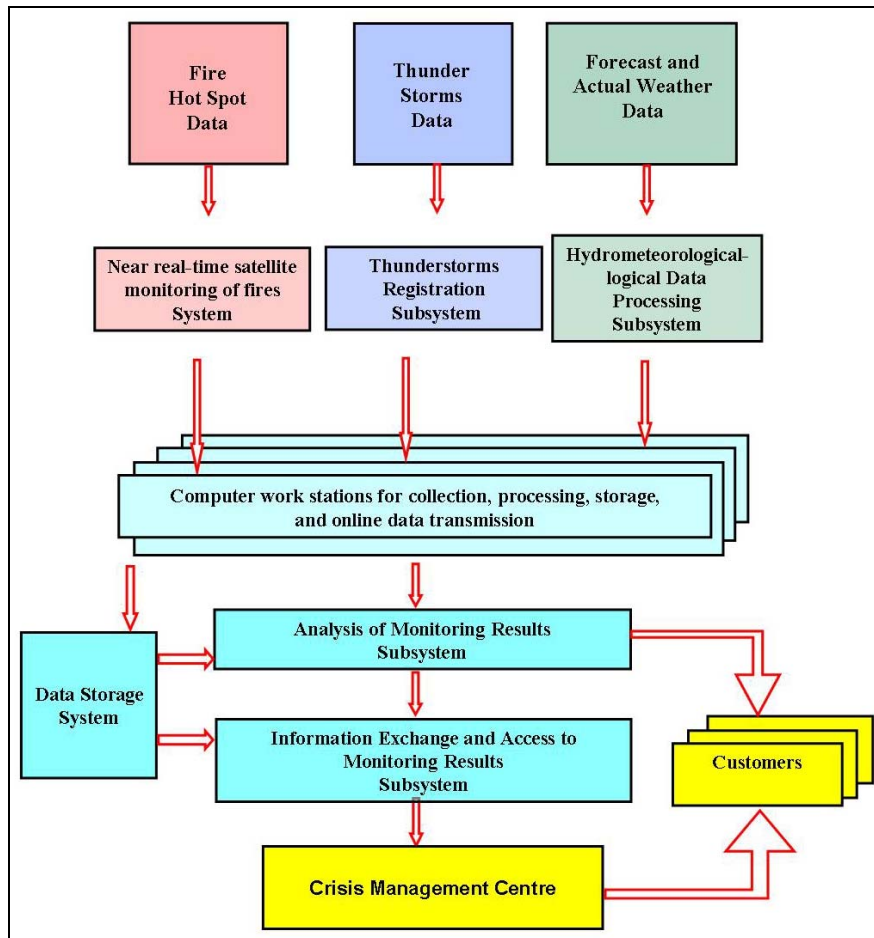 Fire
Hot Spot
Data
Thunder
Storms
Data
Forecast and
Actual Weather
Data
Near real-time satellite
monitoring of fires
System
Thunderstorms
Registration
Subsystem
Hydrometeorological-
logical Data
Processing
Subsystem
Computer work stations for collection, processing, storage,
and online data transmission
Analysis of Monitoring Results
Subsystem
Data Storage
System
Information Exchange and Access to
Monitoring Results
Subsystem
Customers
Crisis Management Centre